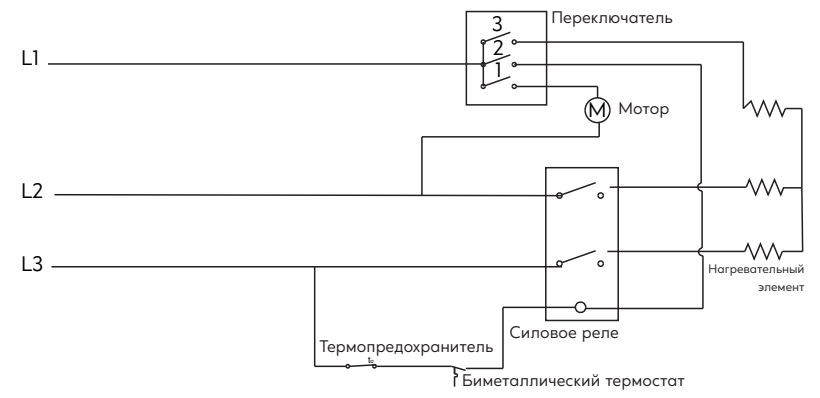 Переключатель
3
2
1
L1
М
Мотор
L2
L3
Нагревательный
элемент
Силовое реле
Термопредохранитель
Биметаллический термостат